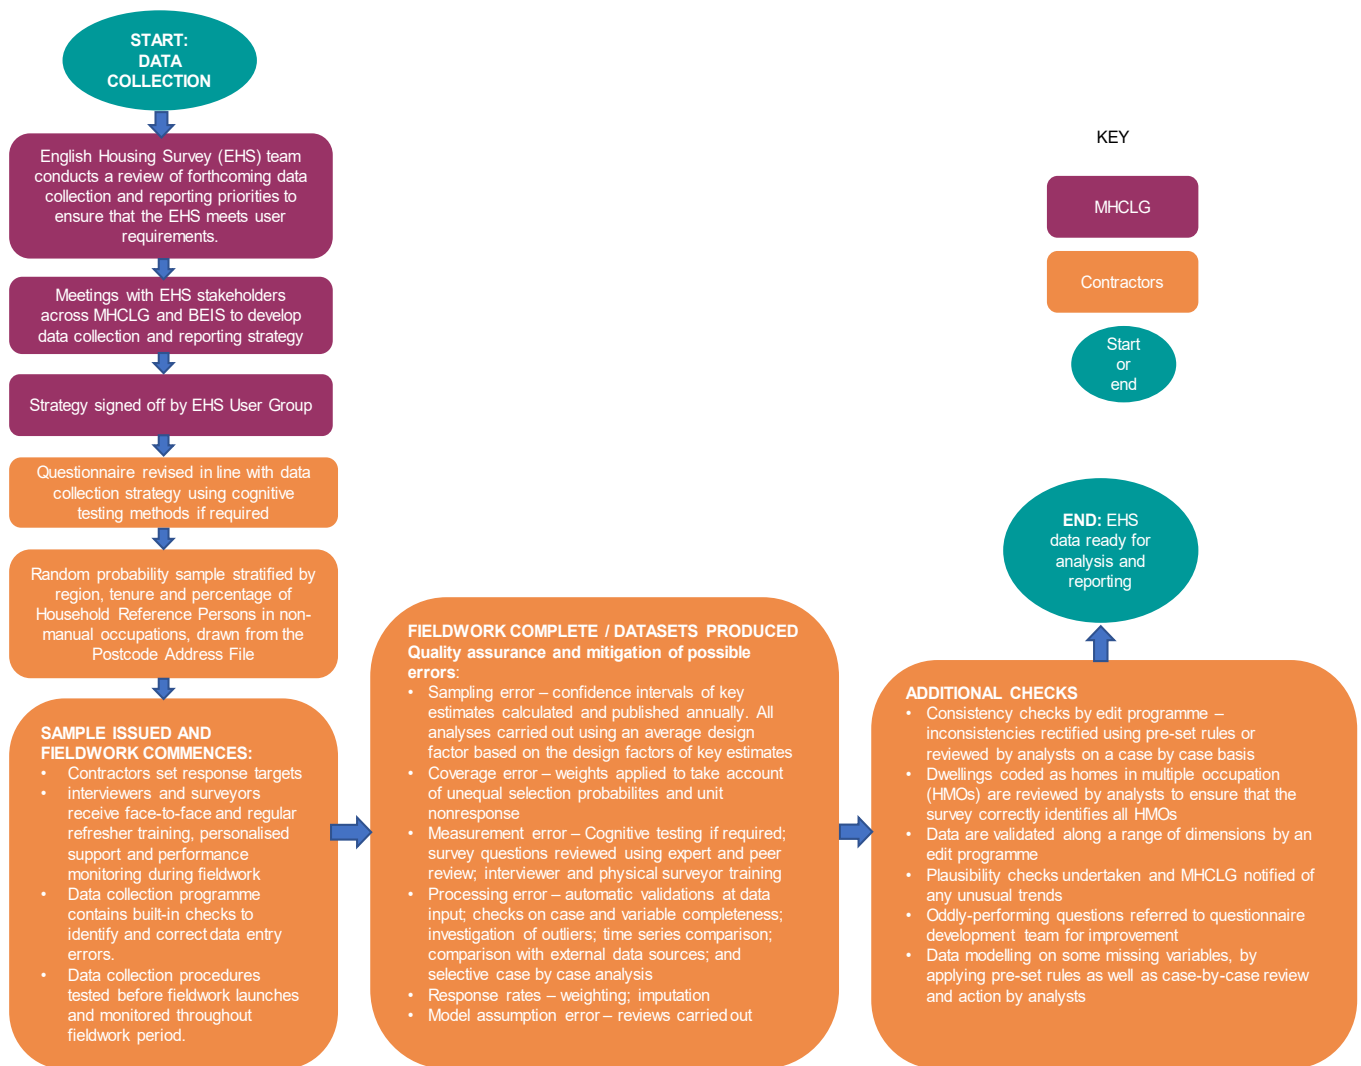 START:
DATA
COLLECTION
English Housing Survey (EHS) team
conducts a review of forthcoming data
collection and reporting priorities to
ensure that the EHS meets user
requirements.
Meetings with EHS stakeholders
across MHCLG and BEIS to develop
data collection and reporting strategy
Strategy signed off by EHS User Group
Questionnaire revised in line with data
collection strategy using cognitive
testing methods if required
Random probability sample stratified by
region, tenure and percentage of
Household Reference Persons in non-
manual occupations, drawn from the
Postcode Address File
SAMPLE ISSUED AND
FIELDWORK COMMENCES:
• Contractors set response targets
• interviewers and surveyors
receive face-to-face and regular
refresher training, personalised
support and performance
monitoring during fieldwork
• Data collection programme
contains built-in checks to
identify and correct data entry
errors.
• Data collection procedures
tested before fieldwork launches
and monitored throughout
fieldwork period.
FIELDWORK COMPLETE / DATASETS PRODUCED
Quality assurance and mitigation of possible
errors:
• Sampling error – confidence intervals of key
estimates calculated and published annually. All
analyses carried out using an average design
factor based on the design factors of key estimates
• Coverage error – weights applied to take account
of unequal selection probabilites and unit
nonresponse
• Measurement error – Cognitive testing if required;
survey questions reviewed using expert and peer
review; interviewer and physical surveyor training
• Processing error – automatic validations at data
input; checks on case and variable completeness;
investigation of outliers; time series comparison;
comparison with external data sources; and
selective case by case analysis
• Response rates – weighting; imputation
• Model assumption error – reviews carried out
ADDITIONAL CHECKS
• Consistency checks by edit programme –
inconsistencies rectified using pre-set rules or
reviewed by analysts on a case by case basis
• Dwellings coded as homes in multiple occupation
(HMOs) are reviewed by analysts to ensure that the
survey correctly identifies all HMOs
• Data are validated along a range of dimensions by an
edit programme
• Plausibility checks undertaken and MHCLG notified of
any unusual trends
• Oddly-performing questions referred to questionnaire
development team for improvement
• Data modelling on some missing variables, by
applying pre-set rules as well as case-by-case review
and action by analysts
END: EHS
data ready for
analysis and
reporting
KEY
MHCLG
Contractors
Start
or
end